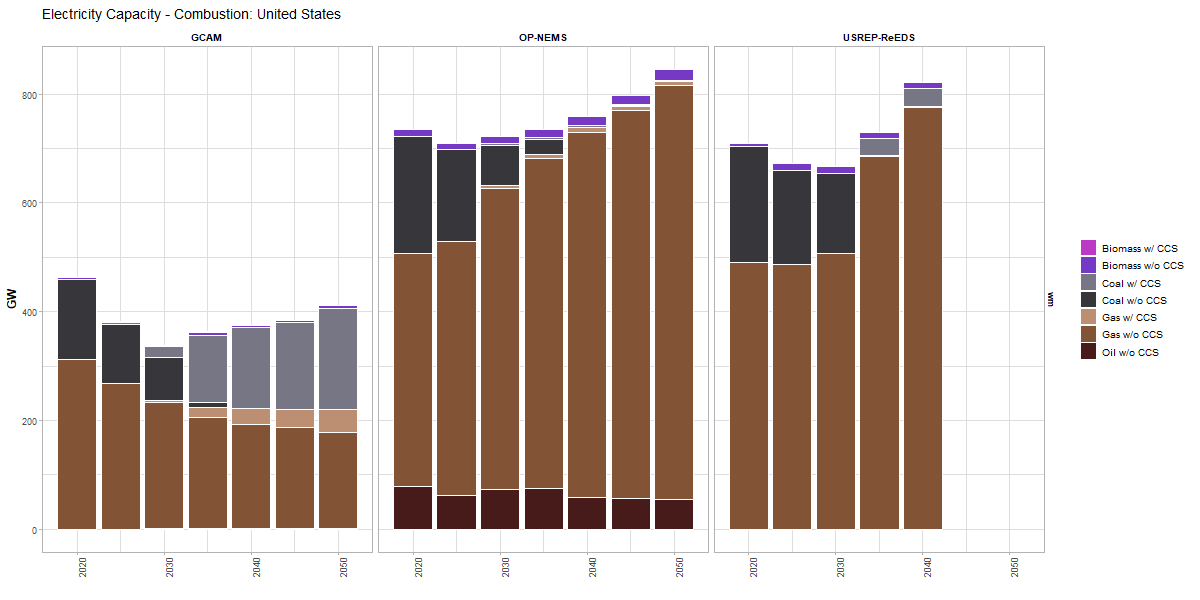 Electricity Capacity - Combustion: United States
GCAM
OP-NEMS
USREP-ReEDS
GW
800
600
400
200
0
2020
2030
2040
2050
2020
2030
2040
2050
2020
2030
2040
2050
wm
Biomass w/ CCS
Biomass w/o CCS
Coal w/ CCS
Coal w/o CCS
Gas w/ CCS
Gas w/o CCS
Oil w/o CCS